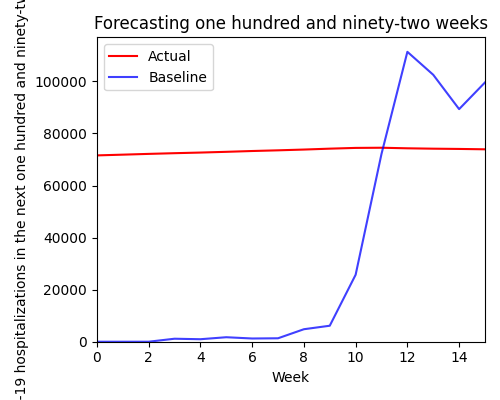 Forecasting one hundred and ninety-two weeks
Actual
Baseline
-19 hospitalizations in the next one hundred and
100000
80000
60000
40000
20000
0
0 2 4 6 8 10 12 14
Week